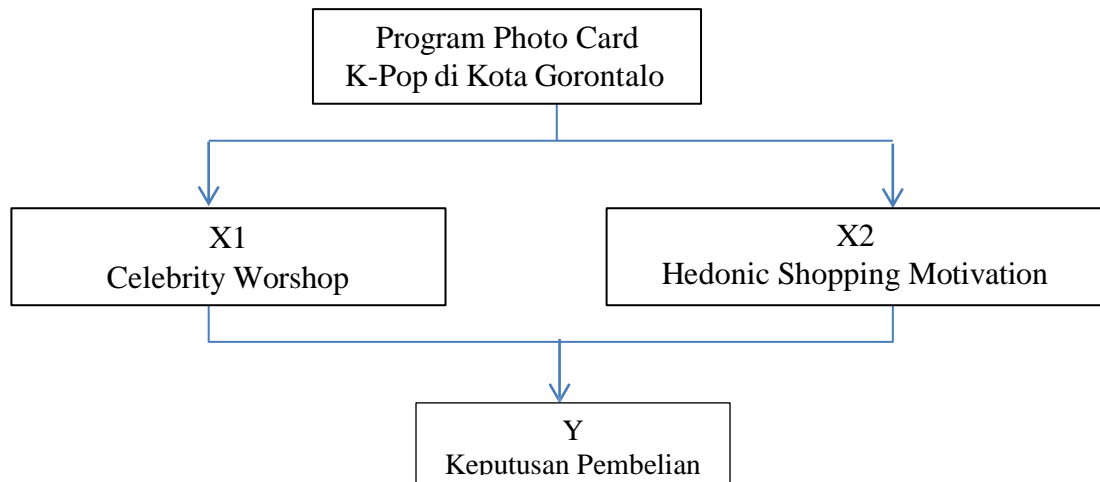 Program Photo Card
K-Pop di Kota Gorontalo
X1
Celebrity Worshop
X2
Hedonic Shopping Motivation
Y
Keputusan Pembelian